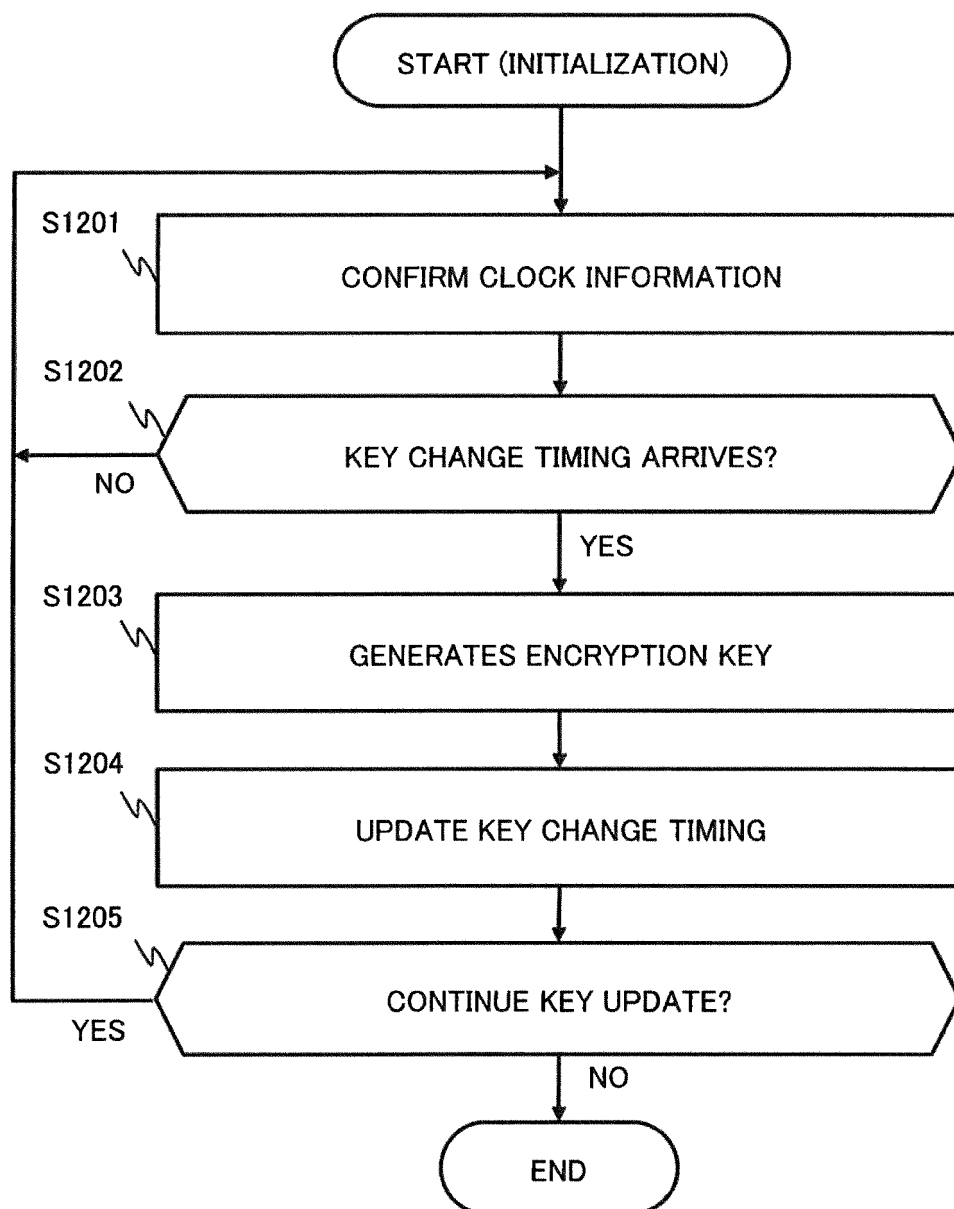 START (INITIALIZATION)
S1201
CONFIRM CLOCK INFORMATION
S1202
KEY CHANGE TIMING ARRIVES?
NO
YES
S1203
GENERATES ENCRYPTION KEY
S1204
UPDATE KEY CHANGE TIMING
S1205
CONTINUE KEY UPDATE?
YES
NO
END